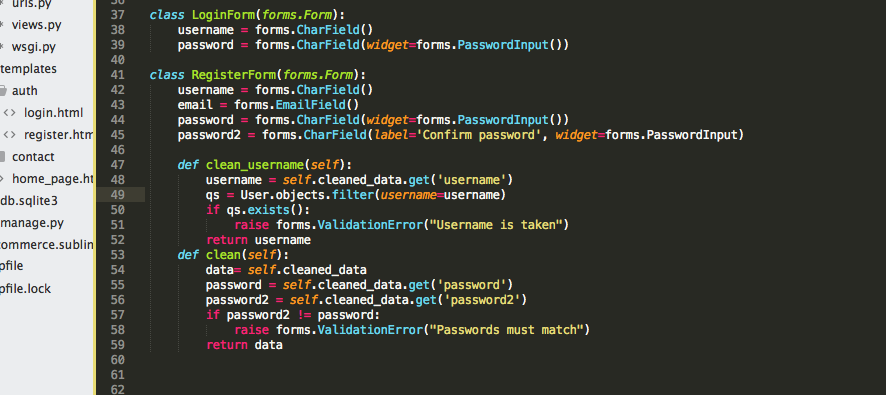 urls.py
views.py
wsgi.py
templates
auth
<> login.html
<> register.htm
contact
> home_page.ht
db.sqlite3
manage.py
commerce.sublin
pfile
pfile.lock
37 class LoginForm(forms.Form):
38     username = forms.CharField()
39     password = forms.CharField(widget=forms.PasswordInput())
40
41 class RegisterForm(forms.Form):
42     username = forms.CharField()
43     email = forms.EmailField()
44     password = forms.CharField(widget=forms.PasswordInput())
45     password2 = forms.CharField(label='Confirm password', widget=forms.PasswordInput)
46
47     def clean_username(self):
48         username = self.cleaned_data.get('username')
49         qs = User.objects.filter(username=username)
50         if qs.exists():
51             raise forms.ValidationError("Username is taken")
52         return username
53     def clean(self):
54         data= self.cleaned_data
55         password = self.cleaned_data.get('password')
56         password2 = self.cleaned_data.get('password2')
57         if password2 != password:
58             raise forms.ValidationError("Passwords must match")
59         return data
60
61
62